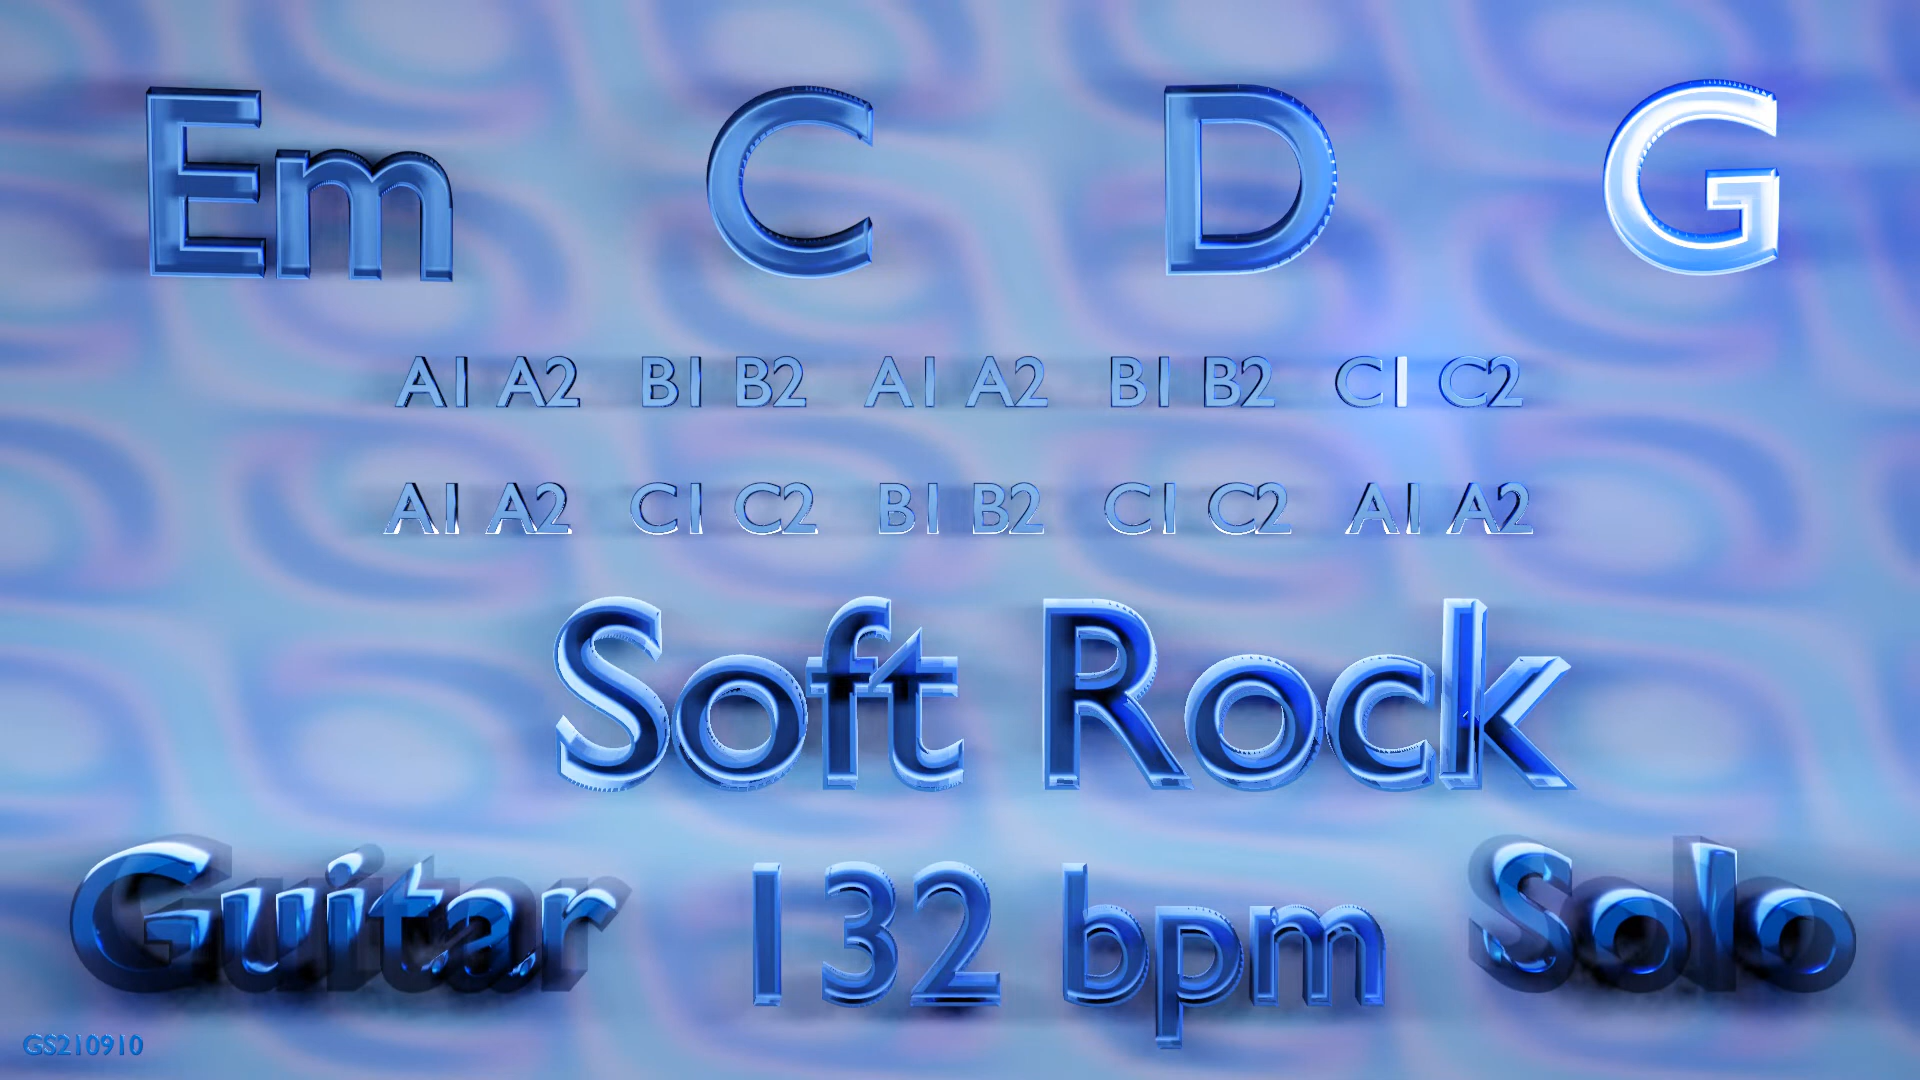 Em C D G
A1 A2 B1 B2 A1 A2 B1 B2 C1 C2
A1 A2 C1 C2 B1 B2 C1 C2 A1 A2
Soft Rock
Guitar 132 bpm Solo
GS210910